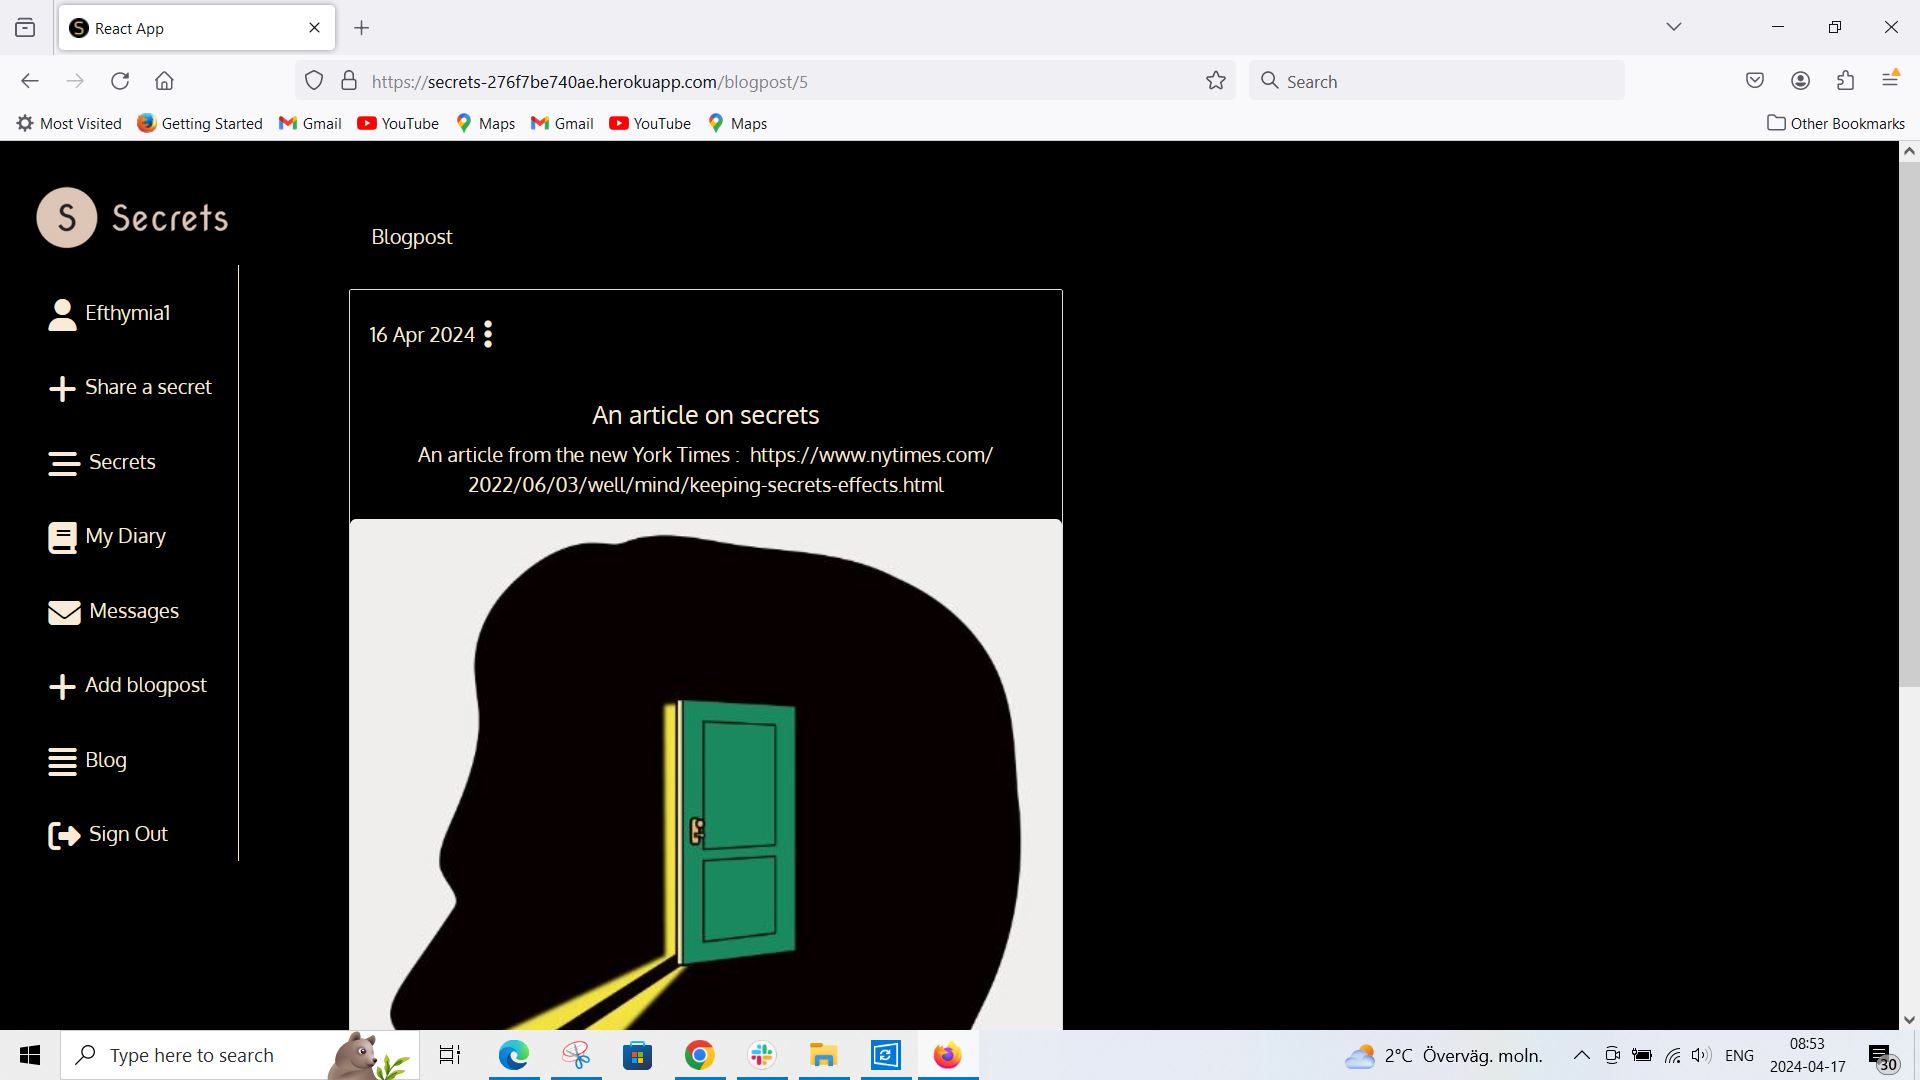 React App
https://secrets-276f7be740ae.herokuapp.com/blogpost/5
Search
Most Visited
Getting Started
Gmail
YouTube
Maps
Gmail
YouTube
Maps
Other Bookmarks
S Secrets
Efthymia1
Share a secret
Secrets
My Diary
Messages
Add blogpost
Blog
Sign Out
Blogpost
16 Apr 2024
An article on secrets
An article from the new York Times : https://www.nytimes.com/
2022/06/03/well/mind/keeping-secrets-effects.html
Type here to search
2°C Överväg. moln.
ENG
08:53
2024-04-17
30